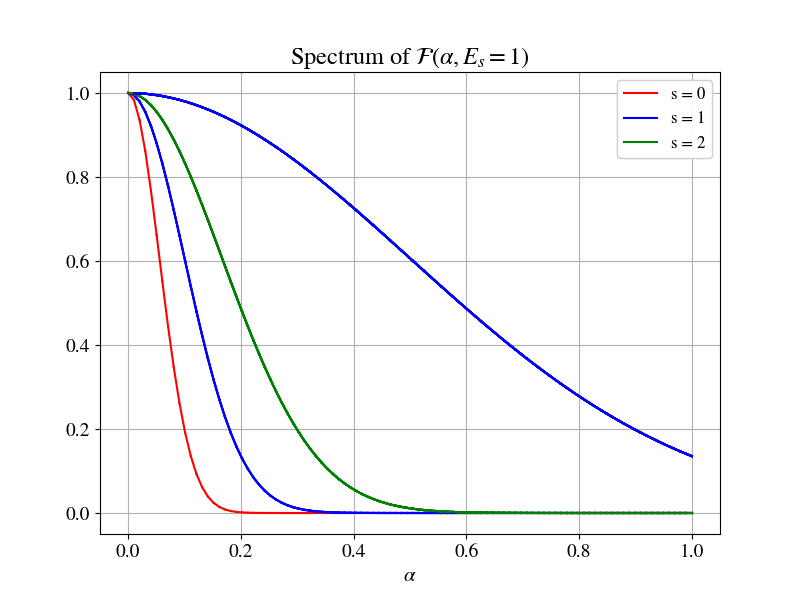 Spectrum of ℱ(α, E_s = 1)
1.0
0.8
0.6
0.4
0.2
0.0
s = 0
s = 1
s = 2
0.0 0.2 0.4 0.6 0.8 1.0
α